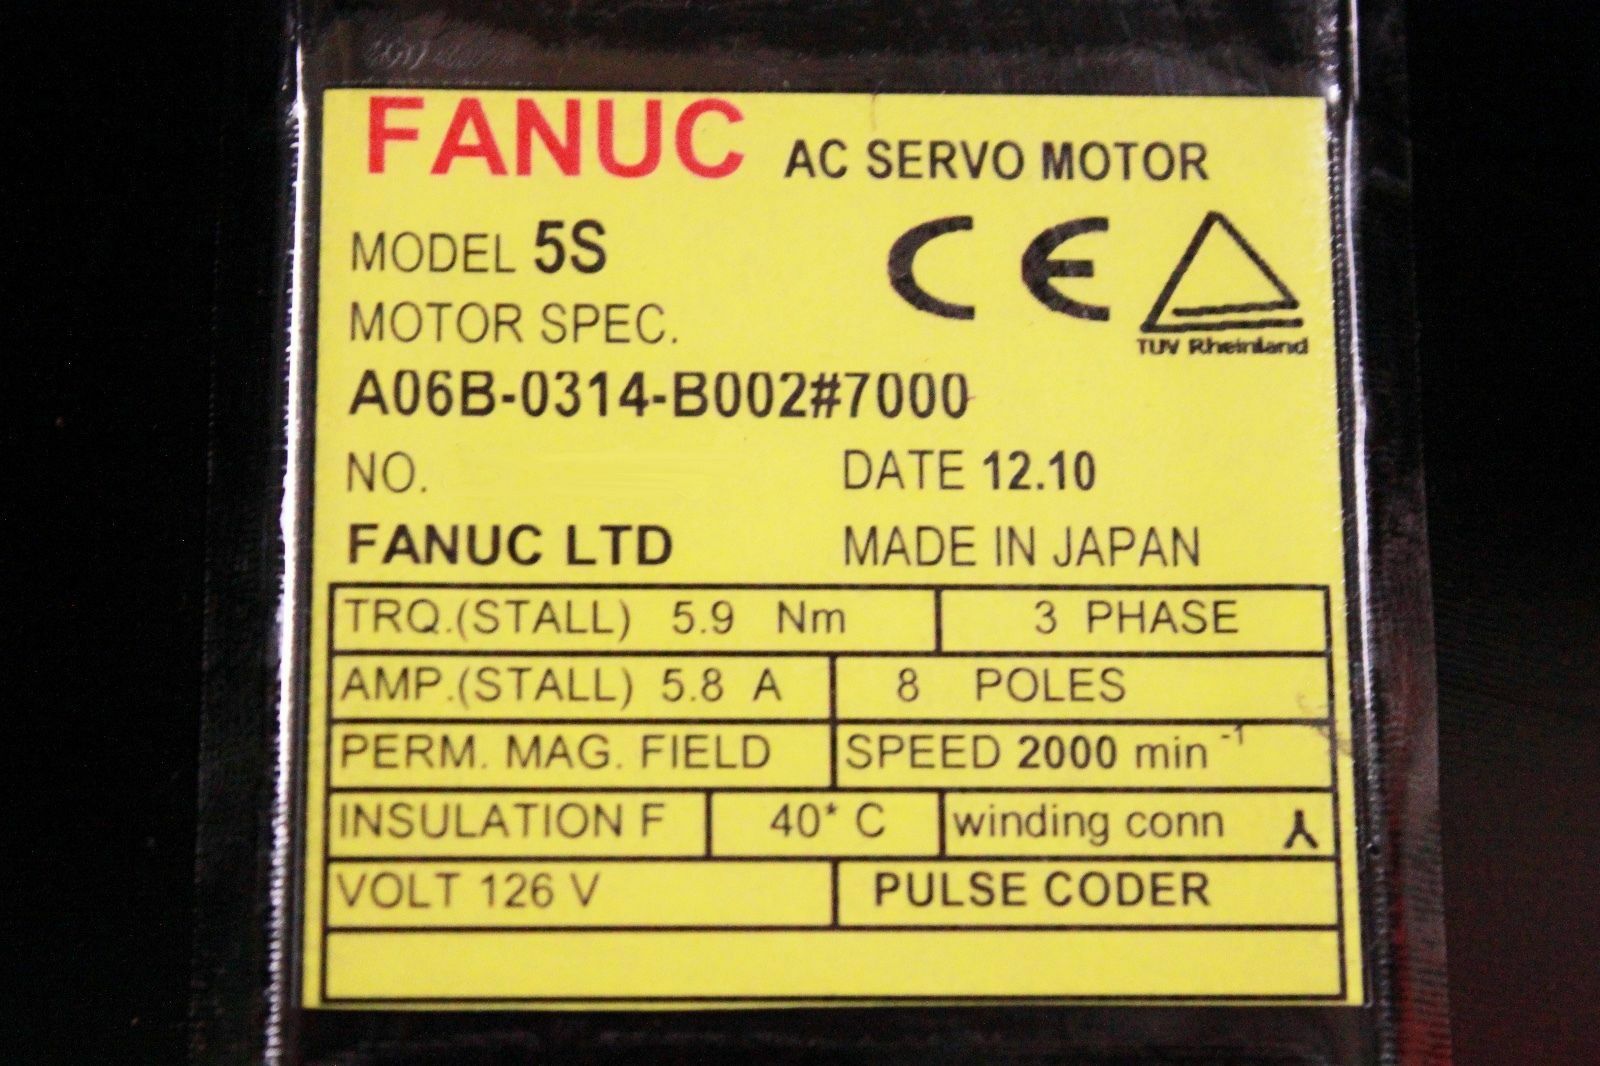 FANUC AC SERVO MOTOR
MODEL 5S
CE
MOTOR SPEC.
TUV Rheinland
A06B-0314-B002#7000
NO. DATE 12.10
FANUC LTD MADE IN JAPAN
TRQ.(STALL) 5.9 Nm 3 PHASE
AMP.(STALL) 5.8 A 8 POLES
PERM. MAG. FIELD SPEED 2000 min⁻¹
INSULATION F 40* C winding conn
VOLT 126 V PULSE CODER